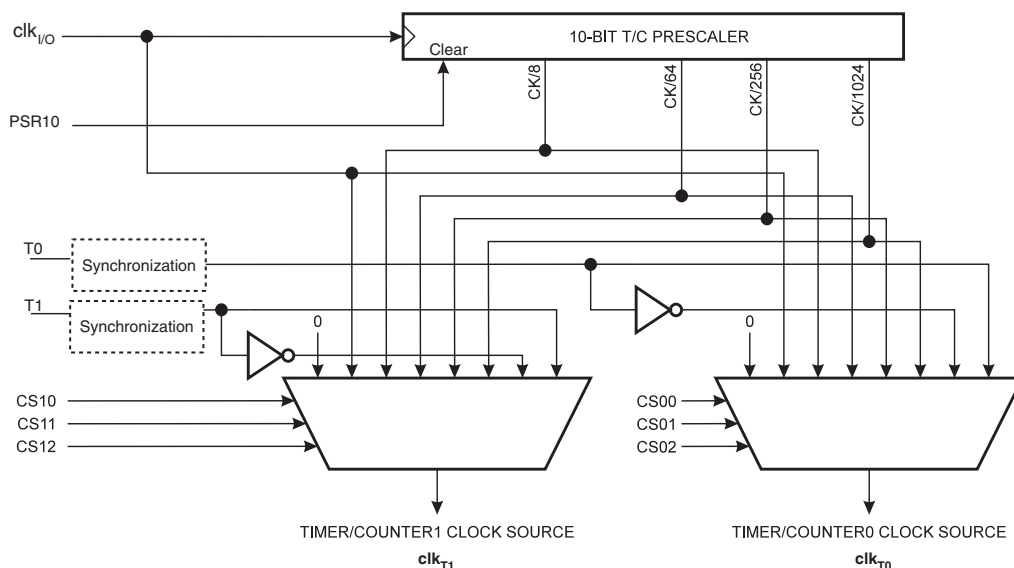 clkI/O
10-BIT T/C PRESCALER
Clear
CK/8
CK/64
CK/256
CK/1024
PSR10
T0
Synchronization
T1
Synchronization
0
0
CS10
CS11
CS12
CS00
CS01
CS02
TIMER/COUNTER1 CLOCK SOURCE
clkT1
TIMER/COUNTER0 CLOCK SOURCE
clkT0